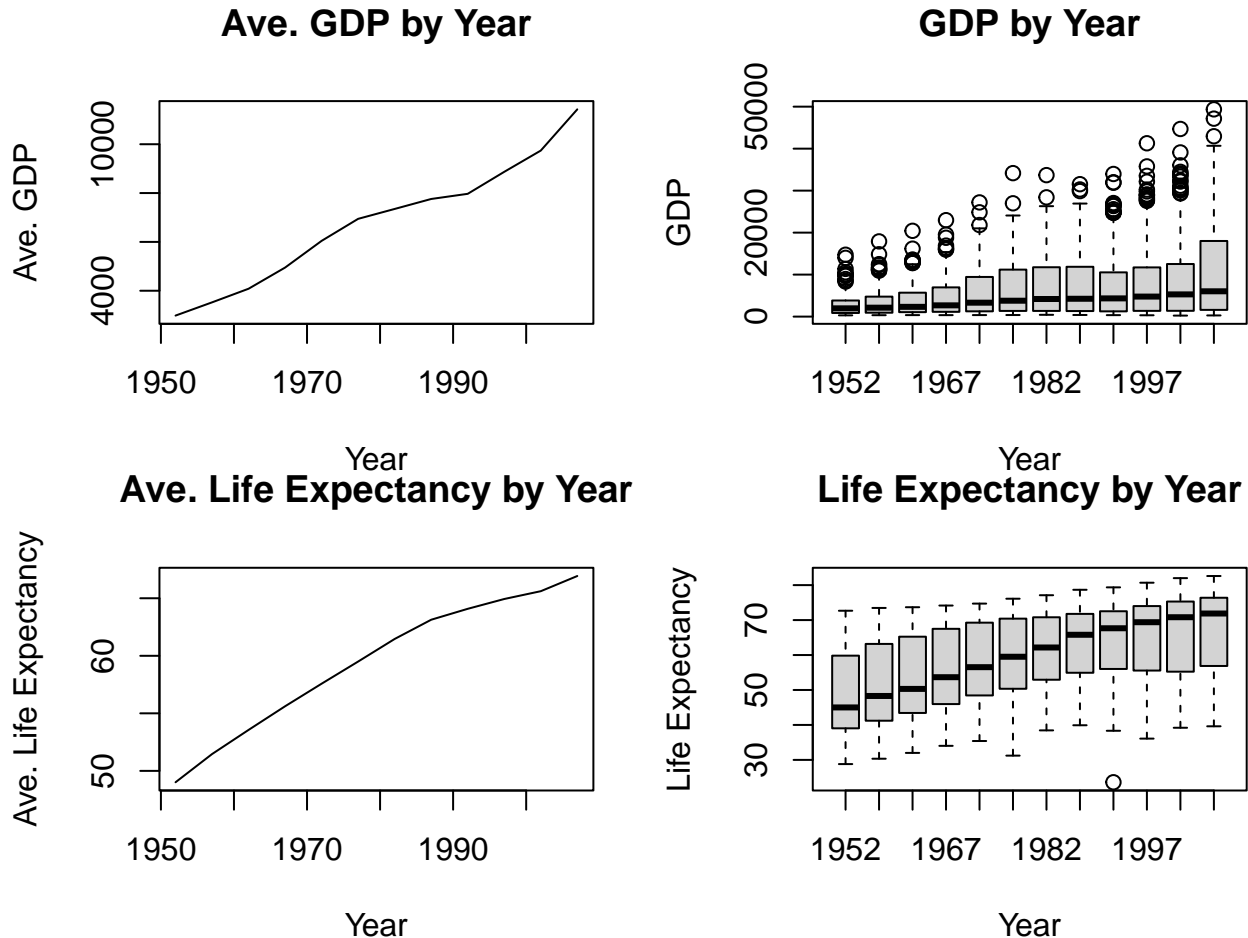 Ave. GDP by Year
Ave. GDP
4000
10000
1950
1970
1990
Year
GDP by Year
GDP
0
20000
50000
1952
1967
1982
1997
Year
Ave. Life Expectancy by Year
Ave. Life Expectancy
50
60
1950
1970
1990
Year
Life Expectancy by Year
Life Expectancy
30
50
70
1952
1967
1982
1997
Year